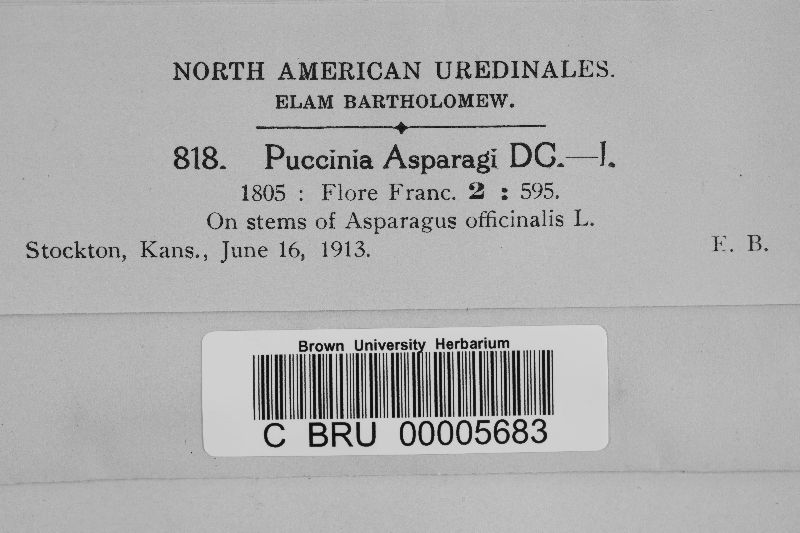 NORTH AMERICAN UREDINALES.
ELAM BARTHOLOMEW.
818. Puccinia Asparagi DC.—I.
1805 : Flore Franc. 2 : 595.
On stems of Asparagus officinalis L.
Stockton, Kans., June 16, 1913. E. B.
Brown University Herbarium
C BRU 00005683